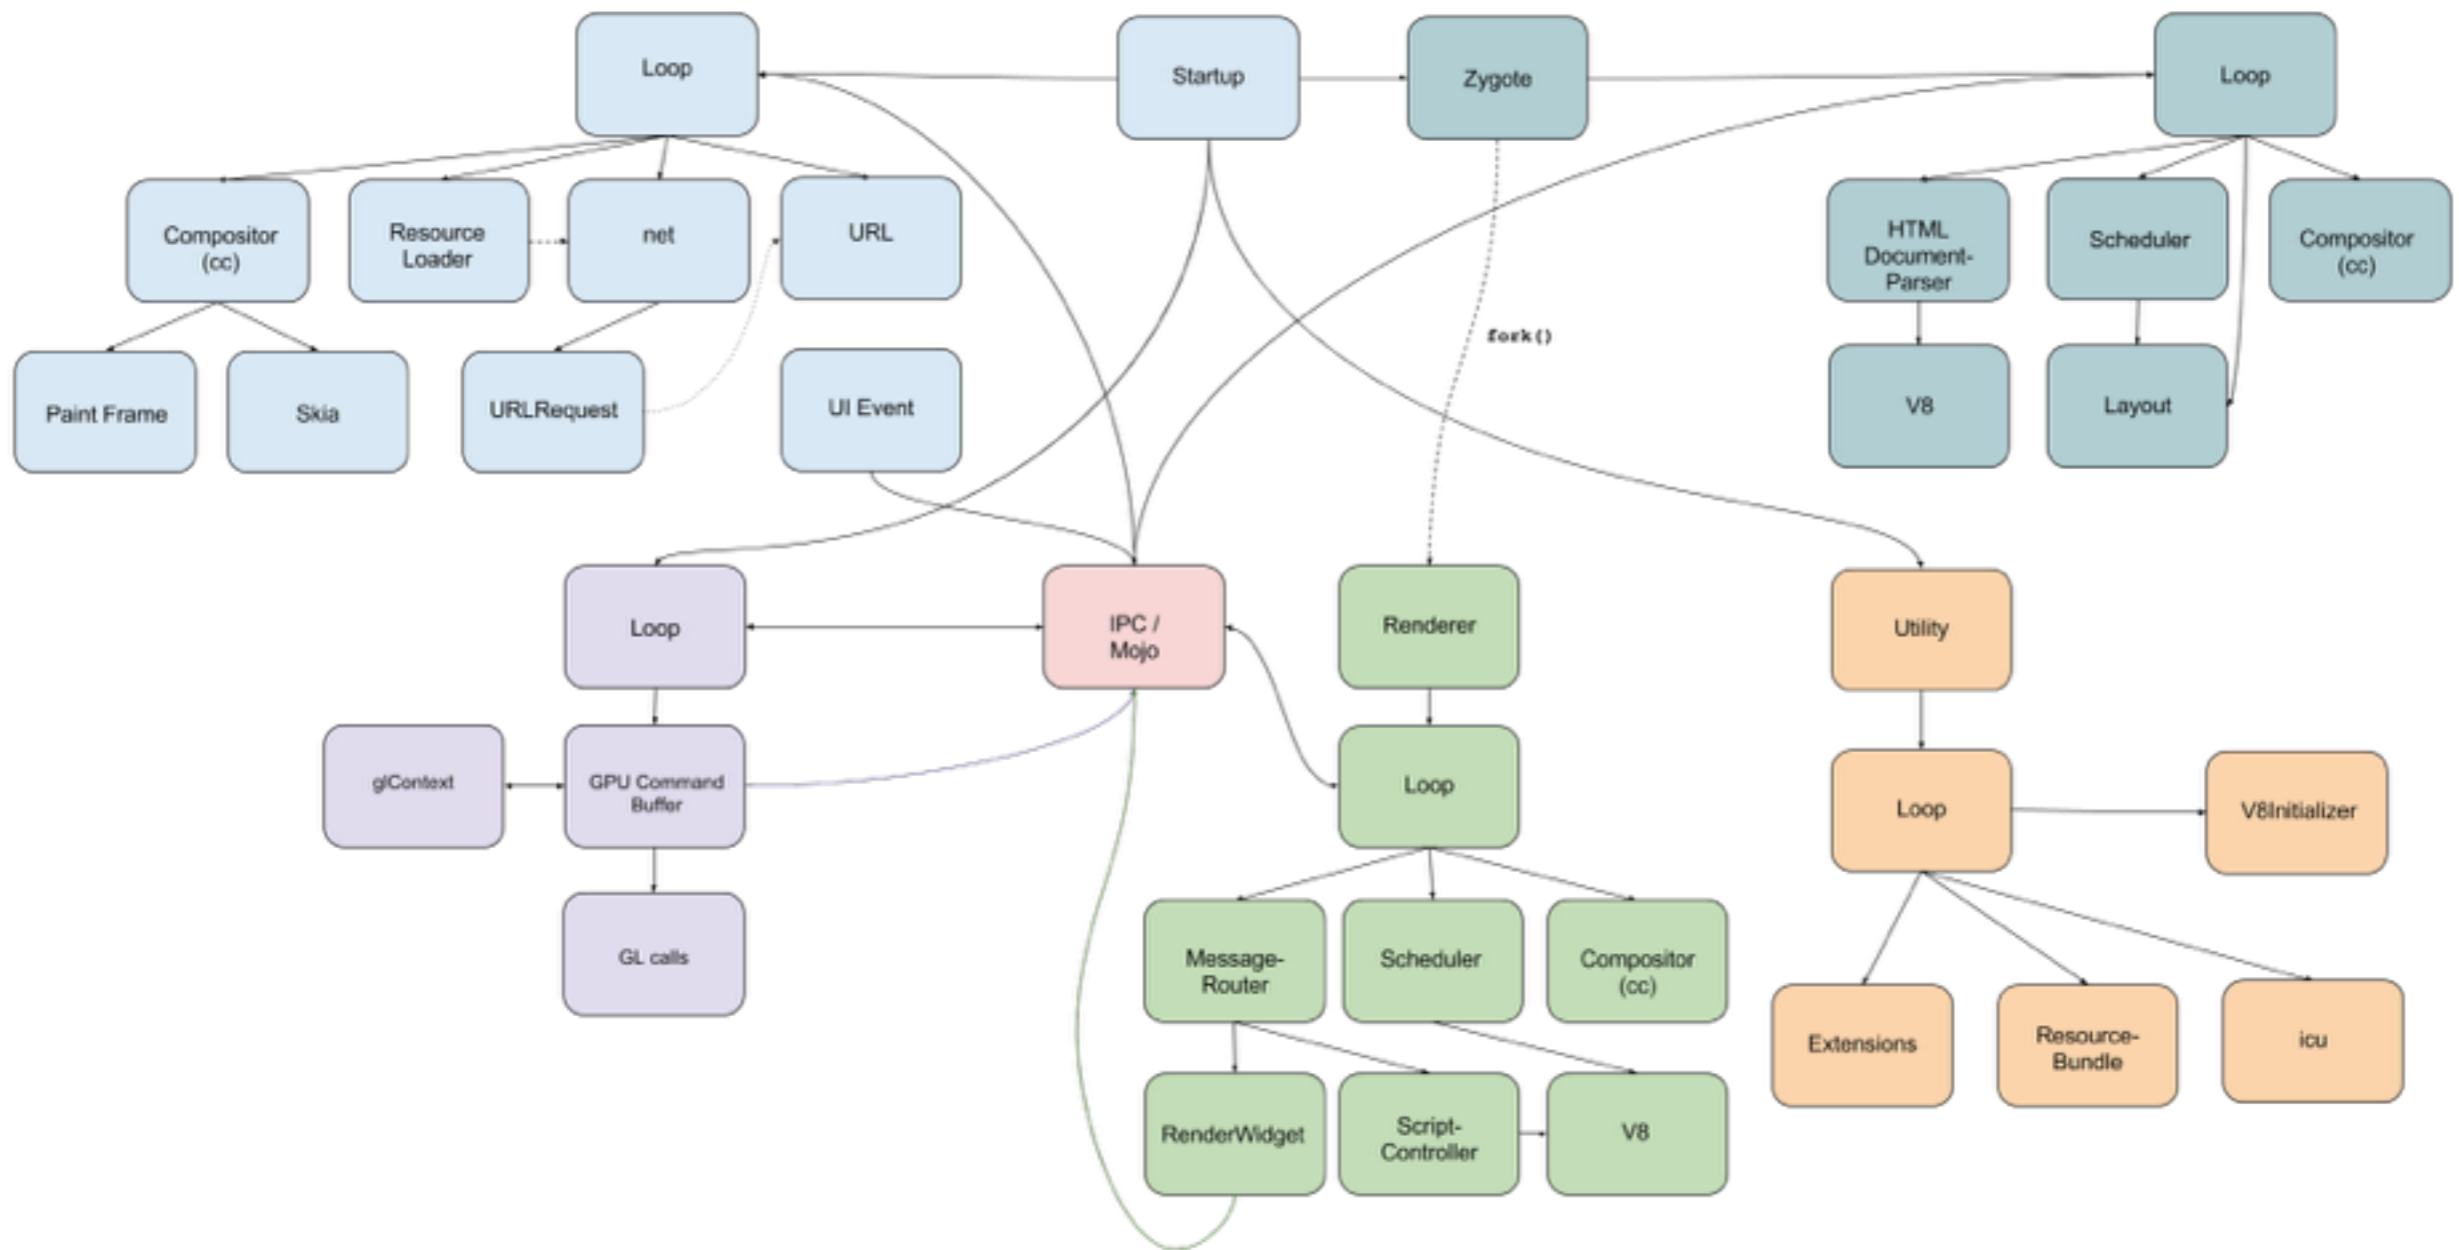 Loop
Startup
Zygote
Loop
Compositor
(cc)
Resource
Loader
net
URL
HTML
Document-
Parser
Scheduler
Compositor
(cc)
fork()
Paint Frame
Skia
URLRequest
UI Event
V8
Layout
Loop
IPC /
Mojo
Renderer
Utility
glContext
GPU Command
Buffer
Loop
Loop
V8Initializer
GL calls
Message-
Router
Scheduler
Compositor
(cc)
Extensions
Resource-
Bundle
icu
RenderWidget
Script-
Controller
V8